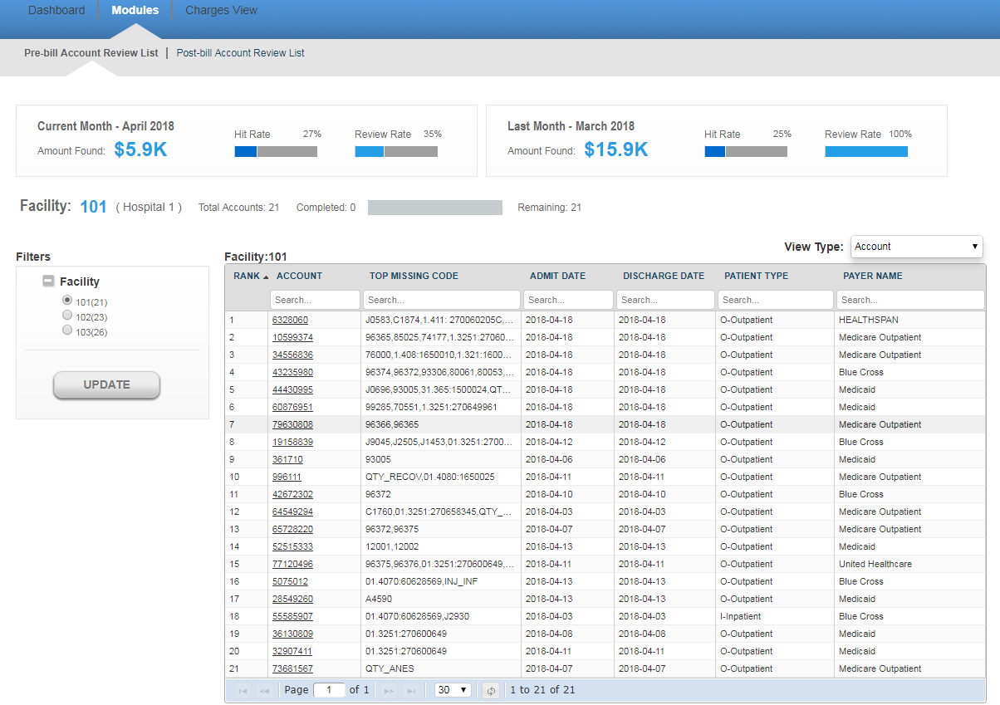 Dashboard Modules Charges View
Pre-bill Account Review List | Post-bill Account Review List
Current Month - April 2018 Hit Rate 27% Review Rate 35%
Amount Found: $5.9K
Last Month - March 2018 Hit Rate 25% Review Rate 100%
Amount Found: $15.9K
Facility: 101 ( Hospital 1 ) Total Accounts: 21 Completed: 0 Remaining: 21
View Type: Account
Filters
Facility
101(21)
102(23)
103(26)
UPDATE
Facility:101
RANK ACCOUNT TOP MISSING CODE ADMIT DATE DISCHARGE DATE PATIENT TYPE PAYER NAME
Search... Search... Search... Search... Search... Search...
1 6328060 J0583,C1874,1.411: 270060205C,... 2018-04-18 2018-04-18 O-Outpatient HEALTHSPAN
2 10599374 96365,85025,74177,1.3251:27060... 2018-04-18 2018-04-18 O-Outpatient Medicare Outpatient
3 34556836 76000,1.408:1650010,1.321:1600... 2018-04-18 2018-04-18 O-Outpatient Medicare Outpatient
4 43235980 96374,96372,93306,80061,80053,... 2018-04-18 2018-04-18 O-Outpatient Blue Cross
5 44430995 J0696,93005,31.365:1500024,QT... 2018-04-18 2018-04-18 O-Outpatient Medicaid
6 60876951 99285,70551,1.3251:270649961 2018-04-18 2018-04-18 O-Outpatient Medicaid
7 79630808 96366,96365 2018-04-18 2018-04-18 O-Outpatient Medicare Outpatient
8 19158839 J9045,J2505,J1453,01.3251:2700... 2018-04-12 2018-04-12 O-Outpatient Blue Cross
9 361710 93005 2018-04-06 2018-04-06 O-Outpatient Medicaid
10 996111 QTY_RECOV,01.4080:1650025 2018-04-11 2018-04-11 O-Outpatient Medicare Outpatient
11 42672302 96372 2018-04-10 2018-04-10 O-Outpatient Blue Cross
12 64549294 C1760,01.3251:270658345,QTY_... 2018-04-03 2018-04-03 O-Outpatient Medicare Outpatient
13 65728220 96372,96375 2018-04-07 2018-04-07 O-Outpatient Medicare Outpatient
14 52515333 12001,12002 2018-04-13 2018-04-13 O-Outpatient Medicaid
15 77120496 96375,96376,01.3251:270600649,... 2018-04-11 2018-04-11 O-Outpatient United Healthcare
16 5075012 01.4070:60628569,INJ_INF 2018-04-13 2018-04-13 O-Outpatient Blue Cross
17 28549260 A4590 2018-04-13 2018-04-13 O-Outpatient Medicaid
18 55585907 01.4070:60628569,J2930 2018-04-03 2018-04-03 I-Inpatient Blue Cross
19 36130809 01.3251:270600649 2018-04-08 2018-04-08 O-Outpatient Medicaid
20 32907411 01.3251:270600649 2018-04-11 2018-04-11 O-Outpatient Medicaid
21 73681567 QTY_ANES 2018-04-07 2018-04-07 O-Outpatient Medicare Outpatient
Page 1 of 1 30 1 to 21 of 21